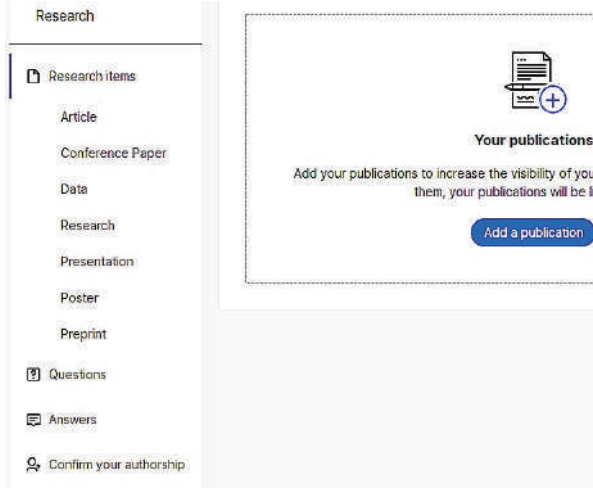 Research
Research items
Article
Conference Paper
Data
Research
Presentation
Poster
Preprint
Questions
Answers
Confirm your authorship
Your publications
Add your publications to increase the visibility of you
them, your publications will be
Add a publication